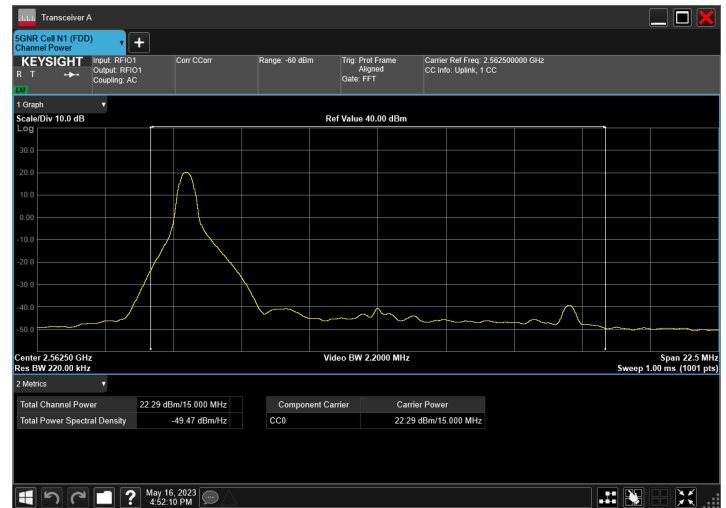 Transceiver A
5GNR Cell N1 (FDD)
Channel Power
KEYSIGHT
R T
LXI
Input: RFIO1
Output: RFIO1
Coupling: AC
Corr CCorr
Range: -60 dBm
Trig: Prot Frame
Aligned
Gate: FFT
Carrier Ref Freq: 2.562500000 GHz
CC Info: Uplink, 1 CC
1 Graph
Scale/Div 10.0 dB
Ref Value 40.00 dBm
Log
30.0
20.0
10.0
0.00
-10.0
-20.0
-30.0
-40.0
-50.0
Center 2.56250 GHz
Video BW 2.2000 MHz
Span 22.5 MHz
Res BW 220.00 kHz
Sweep 1.00 ms (1001 pts)
2 Metrics
Total Channel Power 22.29 dBm/15.000 MHz
Total Power Spectral Density -49.47 dBm/Hz
Component Carrier Carrier Power
CC0 22.29 dBm/15.000 MHz
?
May 16, 2023
4:52:10 PM